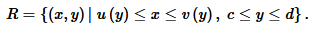 R = {(x, y) | u (y) ≤ x ≤ v (y) , c ≤ y ≤ d} .